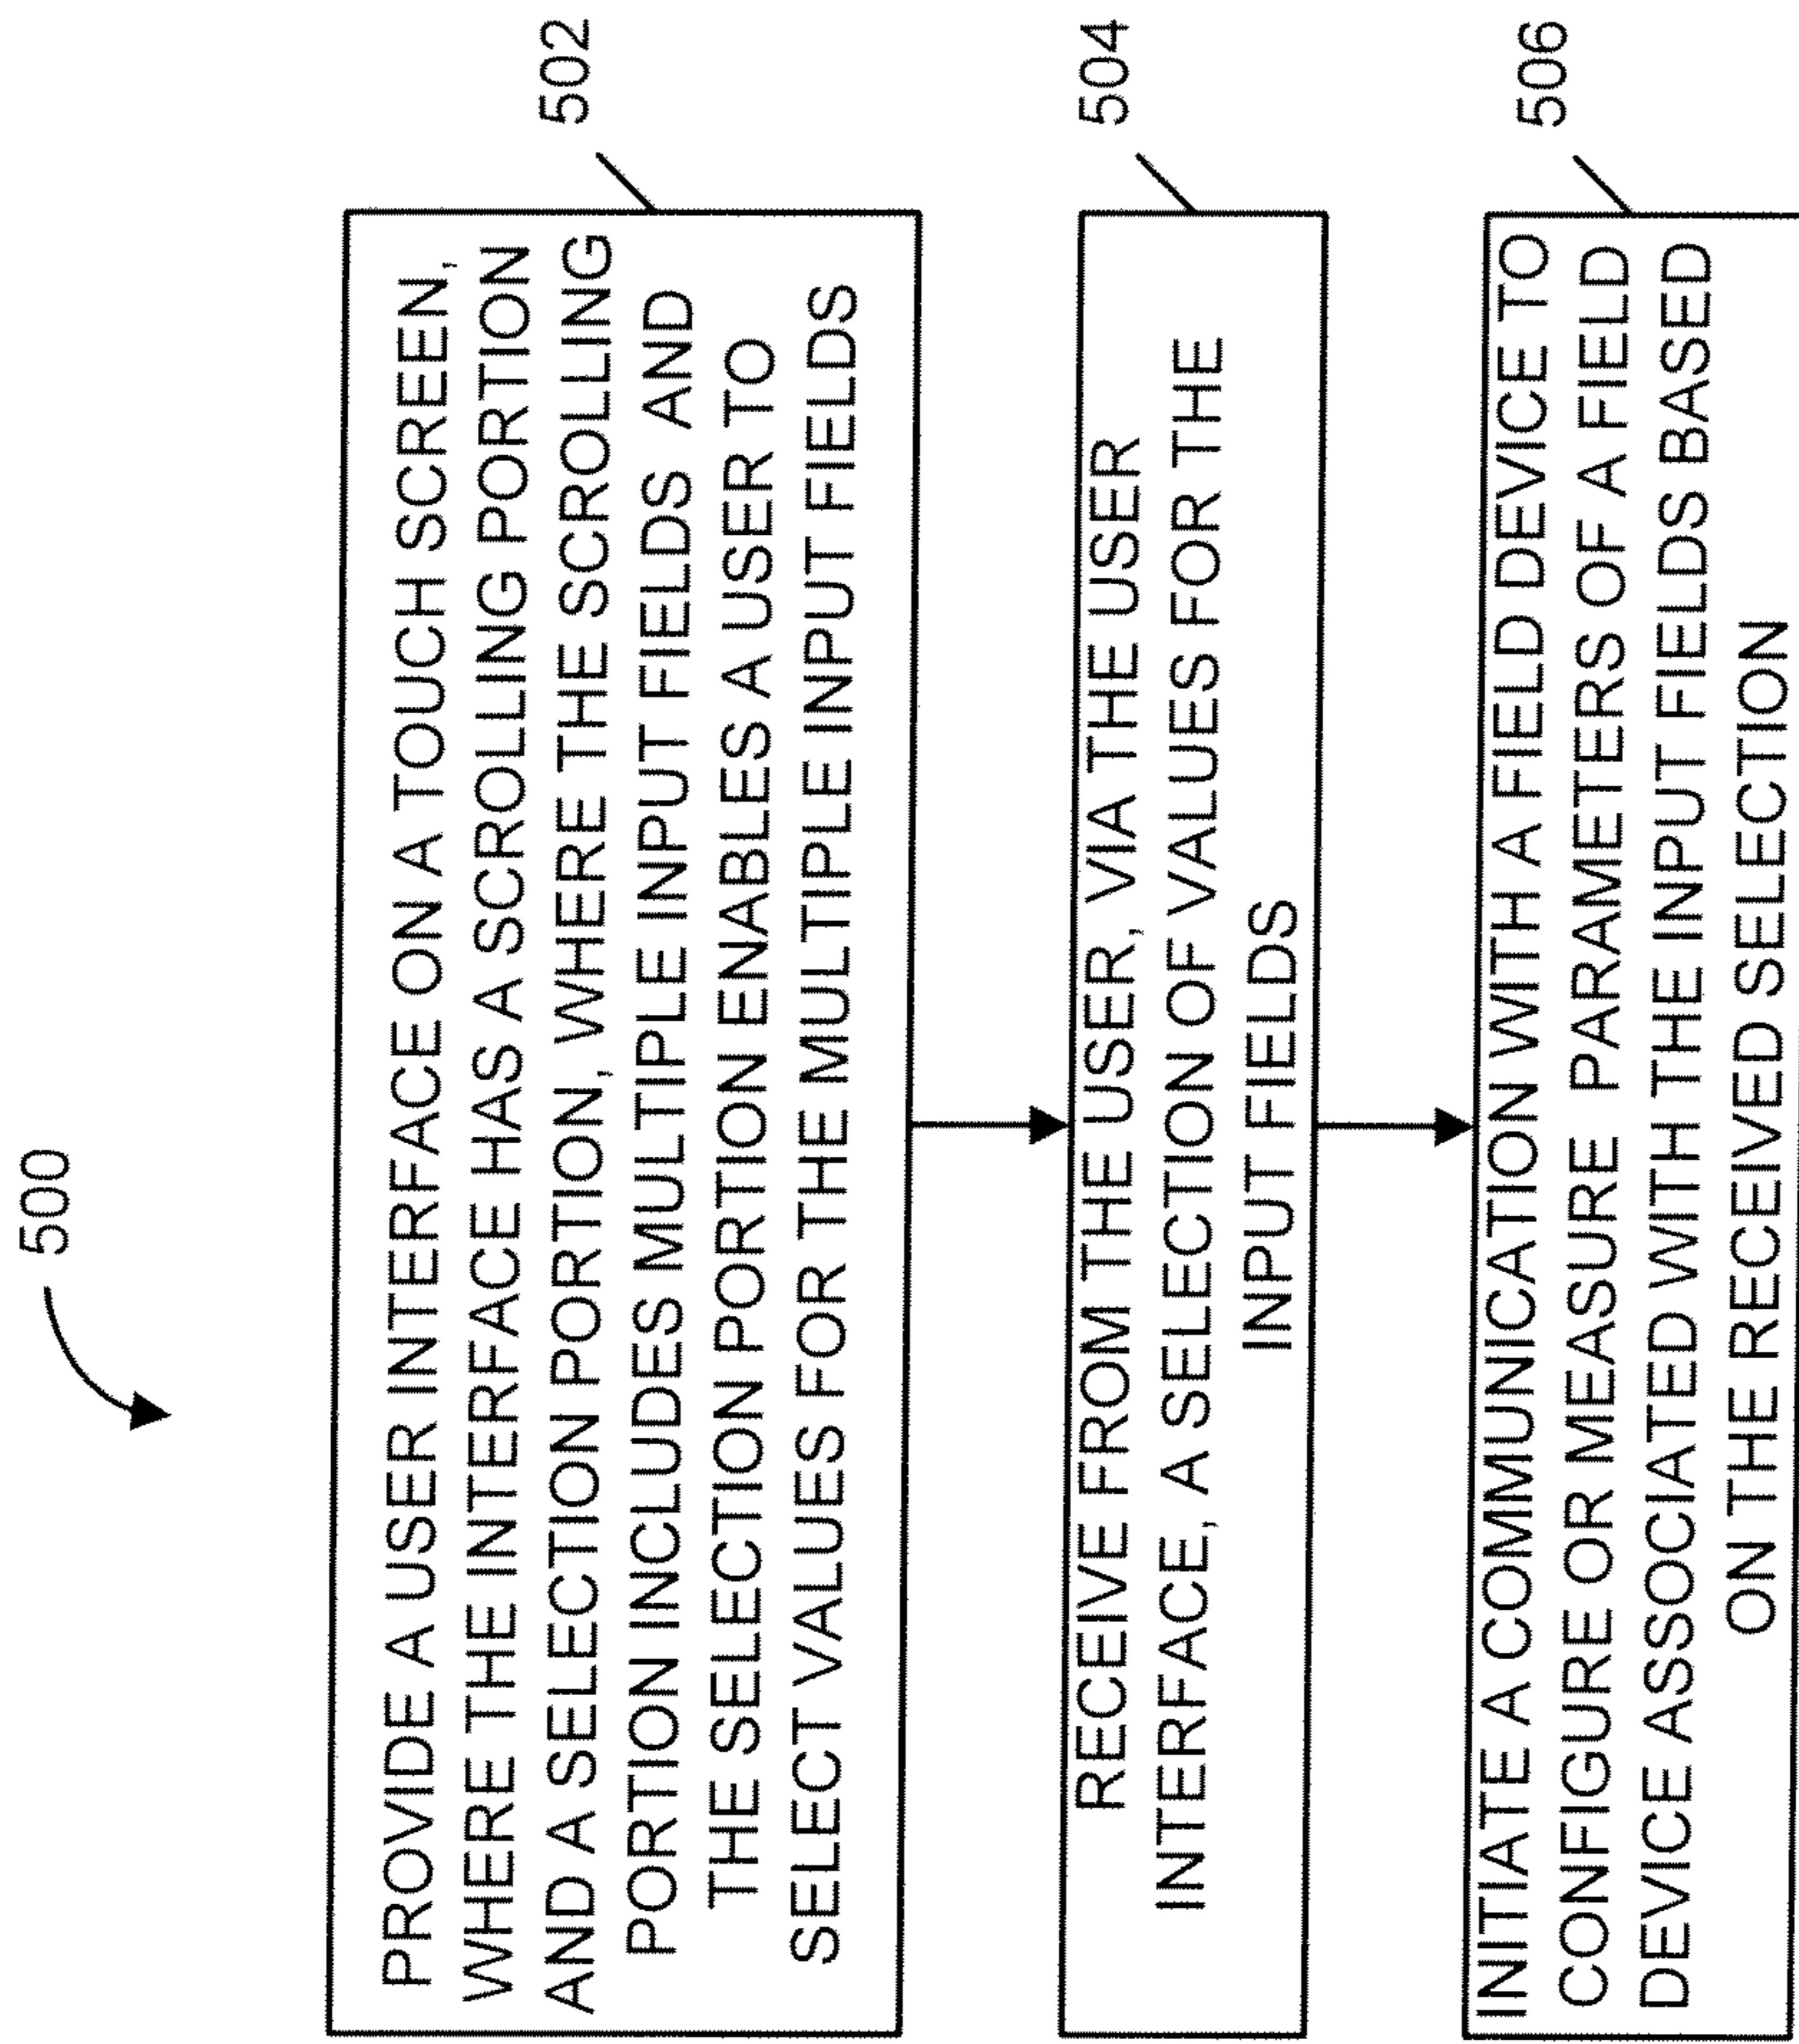 500
PROVIDE A USER INTERFACE ON A TOUCH SCREEN,
WHERE THE INTERFACE HAS A SCROLLING PORTION
AND A SELECTION PORTION, WHERE THE SCROLLING
PORTION INCLUDES MULTIPLE INPUT FIELDS AND
THE SELECTION PORTION ENABLES A USER TO
SELECT VALUES FOR THE MULTIPLE INPUT FIELDS
502
RECEIVE FROM THE USER, VIA THE USER
INTERFACE, A SELECTION OF VALUES FOR THE
INPUT FIELDS
504
INITIATE A COMMUNICATION WITH A FIELD DEVICE TO
CONFIGURE OR MEASURE PARAMETERS OF A FIELD
DEVICE ASSOCIATED WITH THE INPUT FIELDS BASED
ON THE RECEIVED SELECTION
506